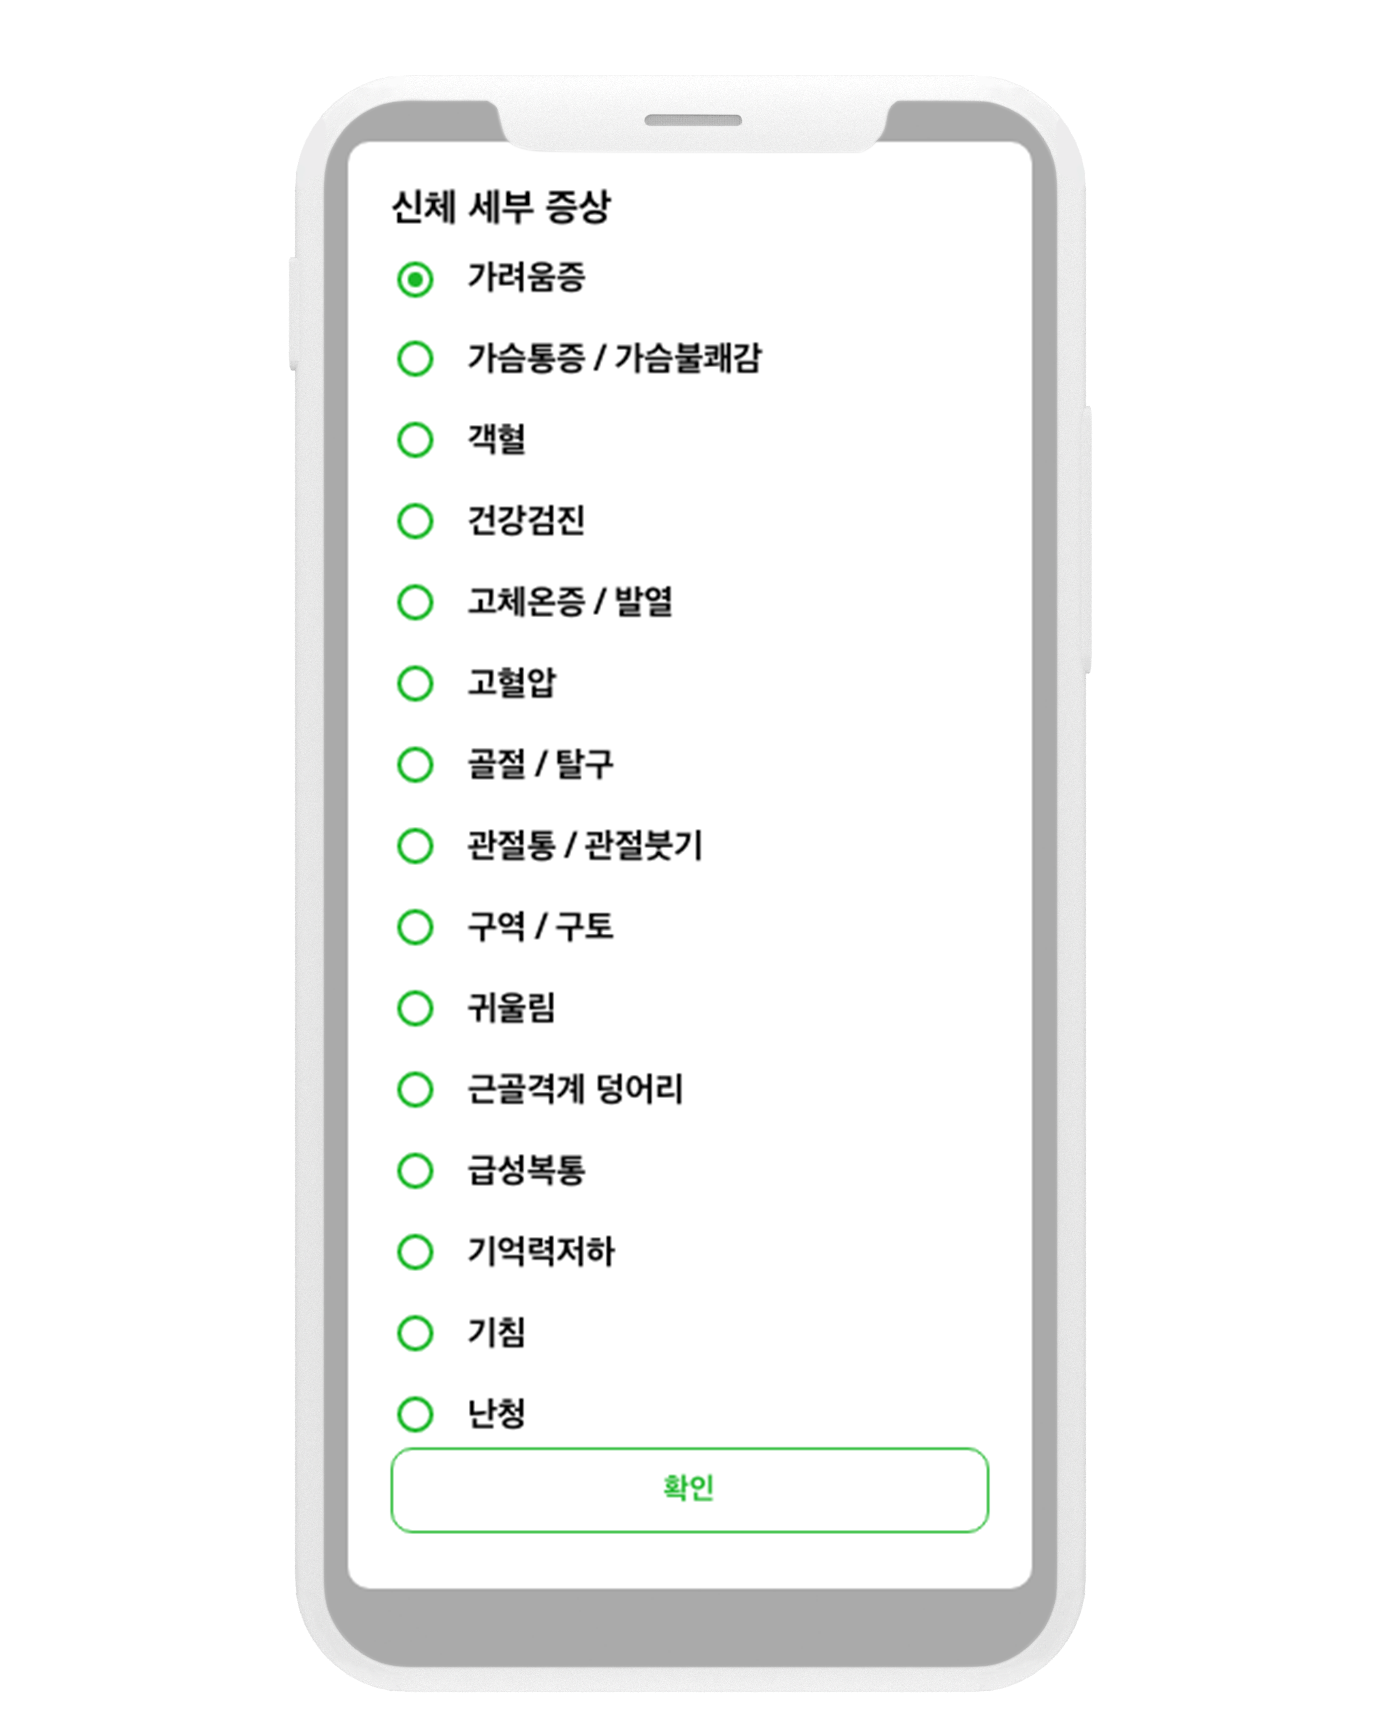 신체 세부 증상
가려움증
가슴통증 / 가슴불쾌감
객혈
건강검진
고체온증 / 발열
고혈압
골절 / 탈구
관절통 / 관절붓기
구역 / 구토
귀울림
근골격계 덩어리
급성복통
기억력저하
기침
난청
확인